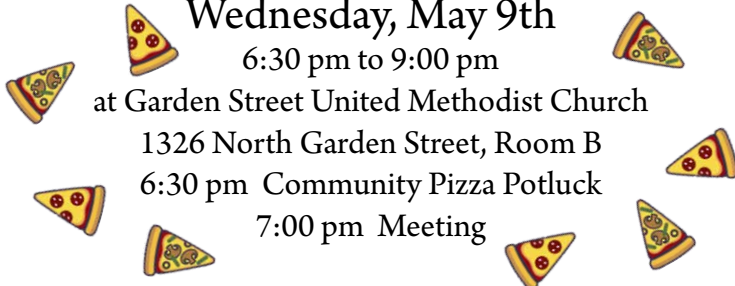 Wednesday, May 9th
6:30 pm to 9:00 pm
at Garden Street United Methodist Church
1326 North Garden Street, Room B
6:30 pm  Community Pizza Potluck
7:00 pm  Meeting